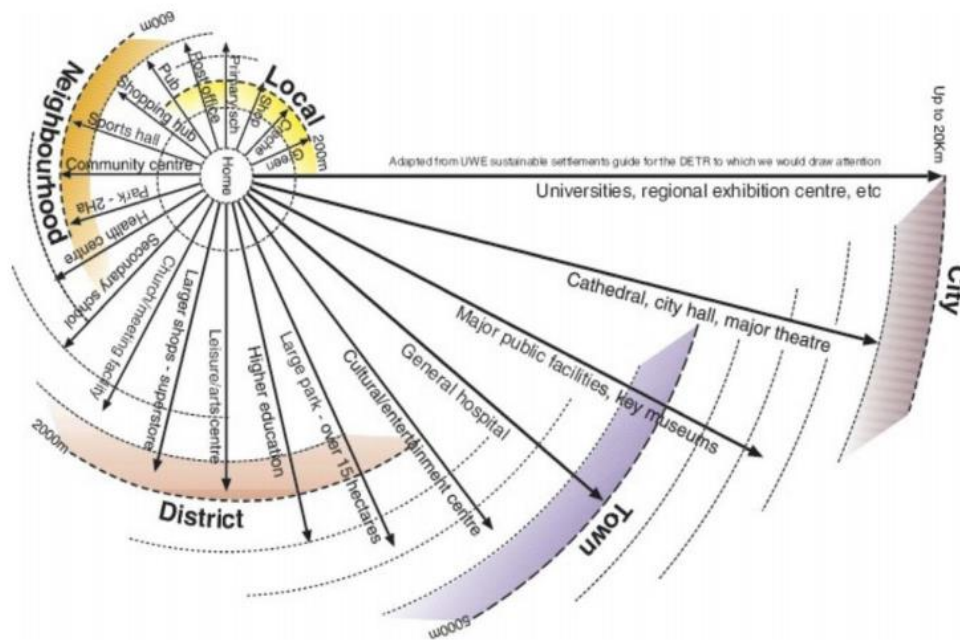 600m
Neighbourhood
Pub
Post office
Primary sch
Shop
Creche
Green
Local
200m
Shopping hub
Sports hall
Community centre
Home
Park - 2Ha
Health centre
Secondary school
Church/meeting facility
Larger shops - superstore
Leisure/arts centre
Higher education
Large park - over 15 hectares
Cultural/entertainment centre
General hospital
Major public facilities, key museums
Cathedral, city hall, major theatre
Adapted from UWE sustainable settlements guide for the DETR to which we would draw attention
Universities, regional exhibition centre, etc
Up to 20Km
City
2000m
District
Town
5000m